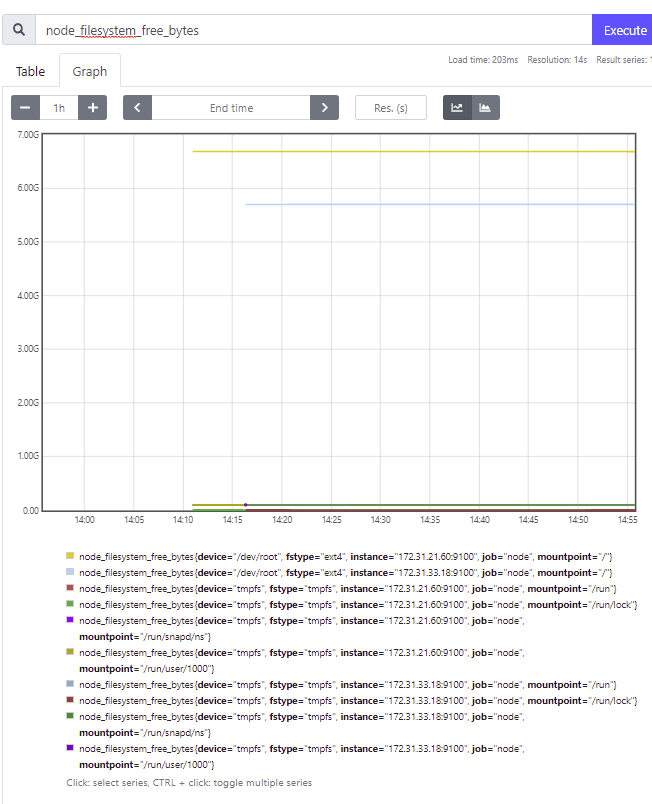 node_filesystem_free_bytes
Execute
Load time: 203ms Resolution: 14s Result series: 1
Table Graph
1h End time Res. (s)
7.00G
6.00G
5.00G
4.00G
3.00G
2.00G
1.00G
0.00
14:00 14:05 14:10 14:15 14:20 14:25 14:30 14:35 14:40 14:45 14:50 14:55
node_filesystem_free_bytes{device="/dev/root", fstype="ext4", instance="172.31.21.60:9100", job="node", mountpoint="/"}
node_filesystem_free_bytes{device="/dev/root", fstype="ext4", instance="172.31.33.18:9100", job="node", mountpoint="/"}
node_filesystem_free_bytes{device="tmpfs", fstype="tmpfs", instance="172.31.21.60:9100", job="node", mountpoint="/run"}
node_filesystem_free_bytes{device="tmpfs", fstype="tmpfs", instance="172.31.21.60:9100", job="node", mountpoint="/run/lock"}
node_filesystem_free_bytes{device="tmpfs", fstype="tmpfs", instance="172.31.21.60:9100", job="node",
mountpoint="/run/snapd/ns"}
node_filesystem_free_bytes{device="tmpfs", fstype="tmpfs", instance="172.31.21.60:9100", job="node",
mountpoint="/run/user/1000"}
node_filesystem_free_bytes{device="tmpfs", fstype="tmpfs", instance="172.31.33.18:9100", job="node", mountpoint="/run"}
node_filesystem_free_bytes{device="tmpfs", fstype="tmpfs", instance="172.31.33.18:9100", job="node", mountpoint="/run/lock"}
node_filesystem_free_bytes{device="tmpfs", fstype="tmpfs", instance="172.31.33.18:9100", job="node",
mountpoint="/run/snapd/ns"}
node_filesystem_free_bytes{device="tmpfs", fstype="tmpfs", instance="172.31.33.18:9100", job="node",
mountpoint="/run/user/1000"}
Click: select series, CTRL + click: toggle multiple series